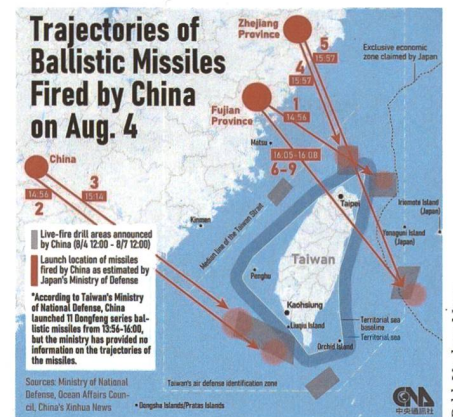 Trajectories of
Ballistic Missiles
Fired by China
on Aug. 4
Zhejiang
Province
5
15:57
4
15:57
Exclusive economic
zone claimed by Japan
Fujian
Province
1
14:56
Matsu
16:05-16:08
6-9
China
3
15:14
14:56
2
Taipei
Iriomote Island
(Japan)
Yonaguni Island
(Japan)
Kinmen
Median line of the Taiwan Strait
Taiwan
Penghu
Live-fire drill areas announced
by China (8/4 12:00 - 8/7 12:00)
Launch location of missiles
fired by China as estimated by
Japan's Ministry of Defense
*According to Taiwan's Ministry
of National Defense, China
launched 11 Dongfeng series bal-
listic missiles from 13:56-16:00,
but the ministry has provided no
information on the trajectories of
the missiles.
Kaohsiung
Liuqiu Island
Orchid Island
Territorial sea
baseline
Territorial sea
Taiwan's air defense identification zone
Sources: Ministry of National
Defense, Ocean Affairs Coun-
cil, China's Xinhua News
Dongsha Islands/Pratas Islands
CNA
中央通訊社